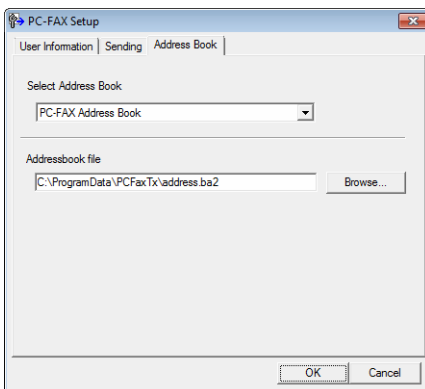 PC-FAX Setup
User Information Sending Address Book
Select Address Book
PC-FAX Address Book
Addressbook file
C:\ProgramData\PCFaxTx\address.ba2 Browse...
OK Cancel